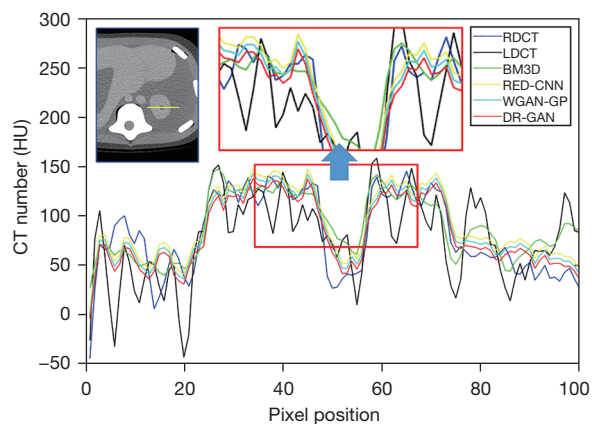 300
250
200
150
100
50
0
−50
CT number (HU)
RDCT
LDCT
BM3D
RED-CNN
WGAN-GP
DR-GAN
0
20
40
60
80
100
Pixel position